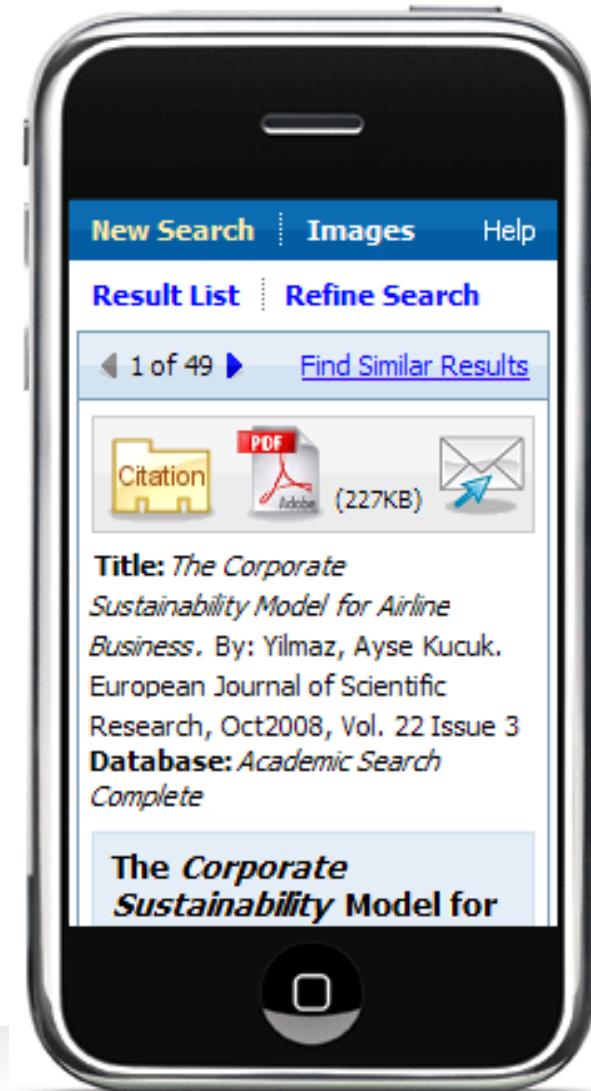 New Search Images Help
Result List Refine Search
1 of 49 Find Similar Results
Citation PDF Adobe (227KB)
Title: The Corporate
Sustainability Model for Airline
Business. By: Yilmaz, Ayse Kucuk.
European Journal of Scientific
Research, Oct2008, Vol. 22 Issue 3
Database: Academic Search
Complete
The Corporate
Sustainability Model for